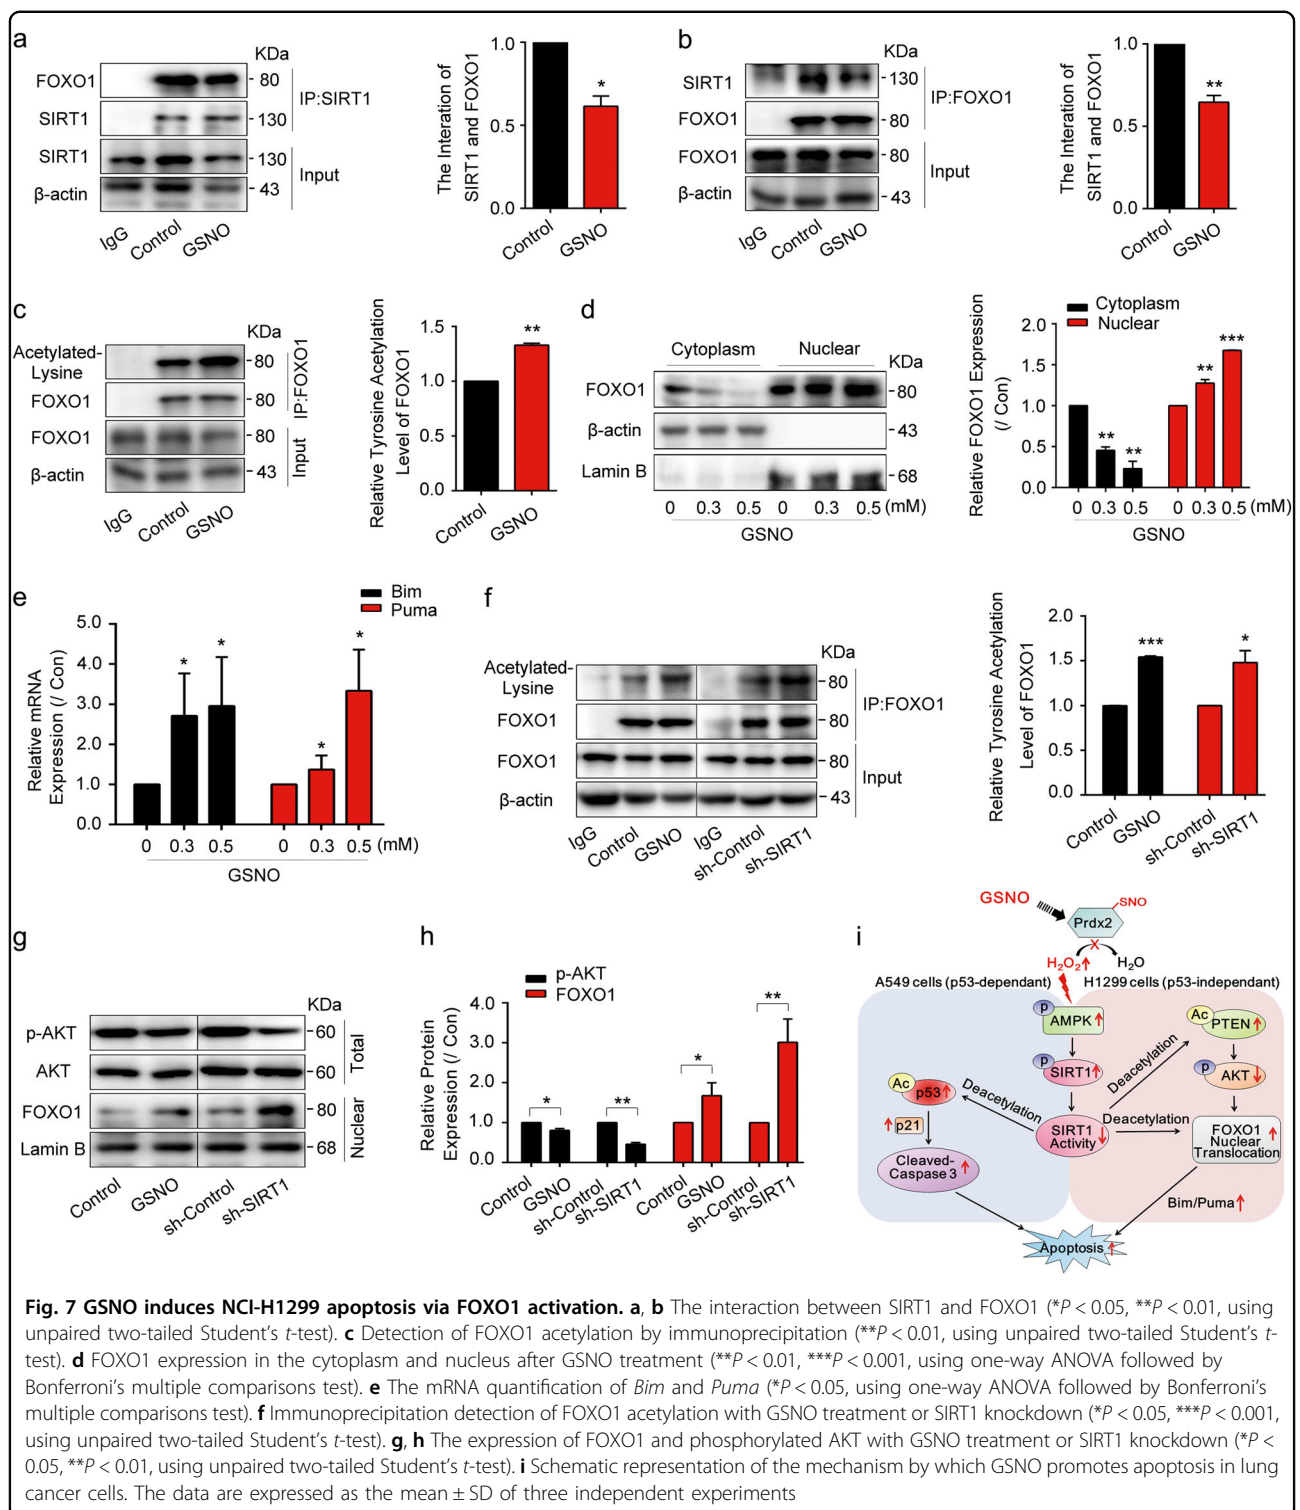 a
KDa
FOXO1
80
IP:SIRT1
SIRT1
130
SIRT1
130
Input
β-actin
43
IgG Control GSNO
The Interation of
SIRT1 and FOXO1
1.0
0.5
0.0
*
Control GSNO
b
KDa
SIRT1
130
IP:FOXO1
FOXO1
80
FOXO1
80
Input
β-actin
43
IgG Control GSNO
The Interation of
SIRT1 and FOXO1
1.0
0.5
0.0
**
Control GSNO
c
KDa
Acetylated-
Lysine
80
IP:FOXO1
FOXO1
80
FOXO1
80
Input
β-actin
43
IgG Control GSNO
Relative Tyrosine Acetylation
Level of FOXO1
1.5
1.0
0.5
0.0
**
Control GSNO
d
Cytoplasm Nuclear
KDa
FOXO1
80
β-actin
43
Lamin B
68
0 0.3 0.5 0 0.3 0.5 (mM)
GSNO
Cytoplasm
Nuclear
Relative FOXO1 Expression
(/ Con)
2.0
1.5
1.0
0.5
0.0
** ** ** ***
0 0.3 0.5 0 0.3 0.5 (mM)
GSNO
e
Bim
Puma
Relative mRNA
Expression (/ Con)
5.0
4.0
3.0
2.0
1.0
0.0
* * * *
0 0.3 0.5 0 0.3 0.5 (mM)
GSNO
f
KDa
Acetylated-
Lysine
80
IP:FOXO1
FOXO1
80
FOXO1
80
Input
β-actin
43
IgG Control GSNO IgG sh-Control sh-SIRT1
Relative Tyrosine Acetylation
Level of FOXO1
2.0
1.5
1.0
0.5
0.0
*** *
Control GSNO sh-Control sh-SIRT1
g
KDa
p-AKT
60
Total
AKT
60
FOXO1
80
Nuclear
Lamin B
68
Control GSNO sh-Control sh-SIRT1
h
p-AKT
FOXO1
Relative Protein
Expression (/ Con)
4.0
3.0
2.0
1.0
0.0
* ** * **
Control GSNO sh-Control sh-SIRT1 Control GSNO sh-Control sh-SIRT1
i
GSNO
SNO
Prdx2
X
H₂O₂↑ H₂O
A549 cells (p53-dependant) H1299 cells (p53-independant)
p
AMPK ↑
Ac
PTEN ↑
p
SIRT1 ↑
Deacetylation
p
AKT ↓
Ac
p53 ↑
Deacetylation
Deacetylation
SIRT1
Activity ↓
FOXO1
Nuclear
Translocation ↑
↑ p21
Cleaved-
Caspase 3 ↑
Bim/Puma ↑
Apoptosis ↑
Fig. 7 GSNO induces NCI-H1299 apoptosis via FOXO1 activation. a, b The interaction between SIRT1 and FOXO1 (*P < 0.05, **P < 0.01, using
unpaired two-tailed Student’s t-test). c Detection of FOXO1 acetylation by immunoprecipitation (**P < 0.01, using unpaired two-tailed Student’s t-
test). d FOXO1 expression in the cytoplasm and nucleus after GSNO treatment (**P < 0.01, ***P < 0.001, using one-way ANOVA followed by
Bonferroni’s multiple comparisons test). e The mRNA quantification of Bim and Puma (*P < 0.05, using one-way ANOVA followed by Bonferroni’s
multiple comparisons test). f Immunoprecipitation detection of FOXO1 acetylation with GSNO treatment or SIRT1 knockdown (*P < 0.05, ***P < 0.001,
using unpaired two-tailed Student’s t-test). g, h The expression of FOXO1 and phosphorylated AKT with GSNO treatment or SIRT1 knockdown (*P <
0.05, **P < 0.01, using unpaired two-tailed Student’s t-test). i Schematic representation of the mechanism by which GSNO promotes apoptosis in lung
cancer cells. The data are expressed as the mean ± SD of three independent experiments